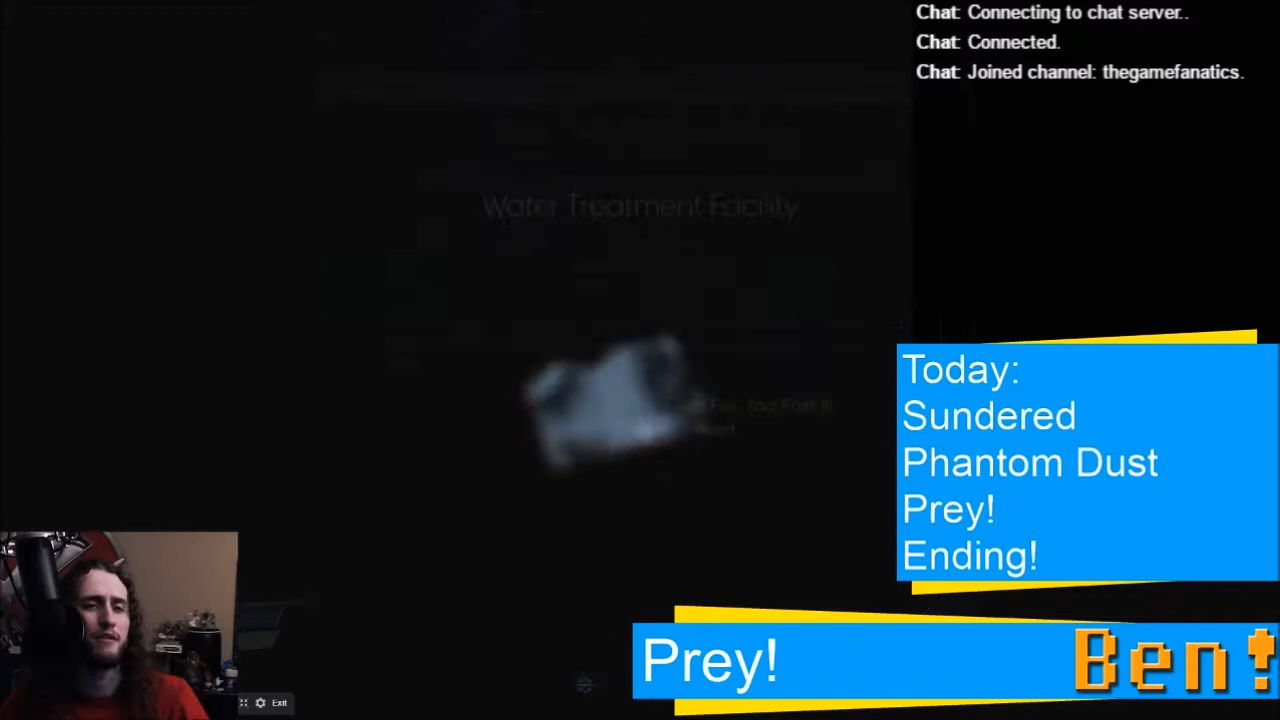 Chat: Connecting to chat server..
Chat: Connected.
Chat: Joined channel: thegamefanatics.
Water Treatment Facility
Today:
Sundered
Phantom Dust
Prey!
Ending!
Prey!
Ben!
Exit